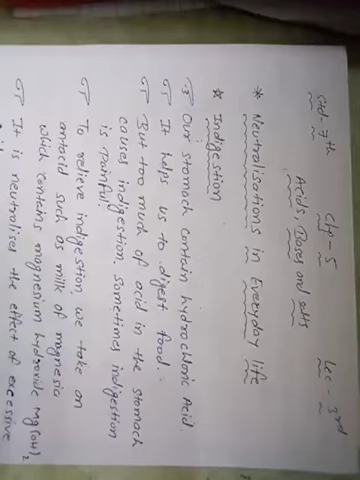 Std-7th Chp-5 Lec-3rd
Acids, Bases and salts
* Neutralisations in Everyday life
☆ Indigestion
→ Our stomach contain hydrochloric Acid
→ It helps us to digest food.
→ But too much of acid in the stomach
causes indigestion. Sometimes indigestion
is painful.
→ To relieve indigestion, we take an
antacid such as milk of magnesia
which contains magnesium hydroxide Mg(OH)2
→ It is neutralises the effect of excessive